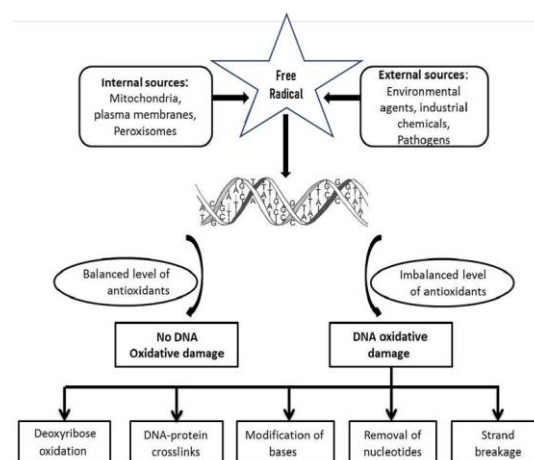 Internal sources:
Mitochondria,
plasma membranes,
Peroxisomes
Free
Radical
External sources:
Environmental
agents, industrial
chemicals,
Pathogens
Balanced level of
antioxidants
Imbalanced level
of antioxidants
No DNA
Oxidative damage
DNA oxidative
damage
Deoxyribose
oxidation
DNA-protein
crosslinks
Modification of
bases
Removal of
nucleotides
Strand
breakage